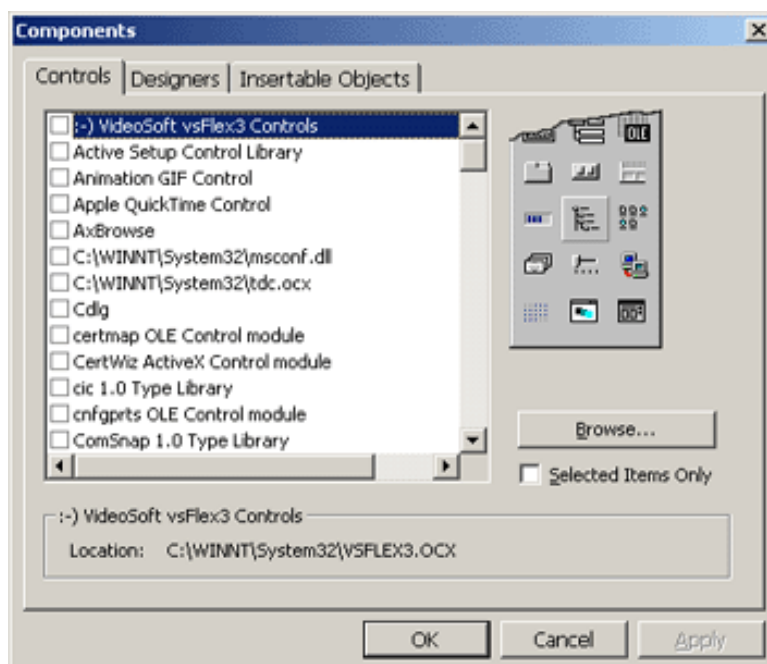 Components
Controls
Designers
Insertable Objects
:-) VideoSoft vsFlex3 Controls
Active Setup Control Library
Animation GIF Control
Apple QuickTime Control
AxBrowse
C:\WINNT\System32\msconf.dll
C:\WINNT\System32\tdc.ocx
Cdlg
certmap OLE Control module
CertWiz ActiveX Control module
cic 1.0 Type Library
cnfgprts OLE Control module
ComSnap 1.0 Type Library
OLE
Browse...
Selected Items Only
:-) VideoSoft vsFlex3 Controls
Location: C:\WINNT\System32\VSFLEX3.OCX
OK
Cancel
Apply